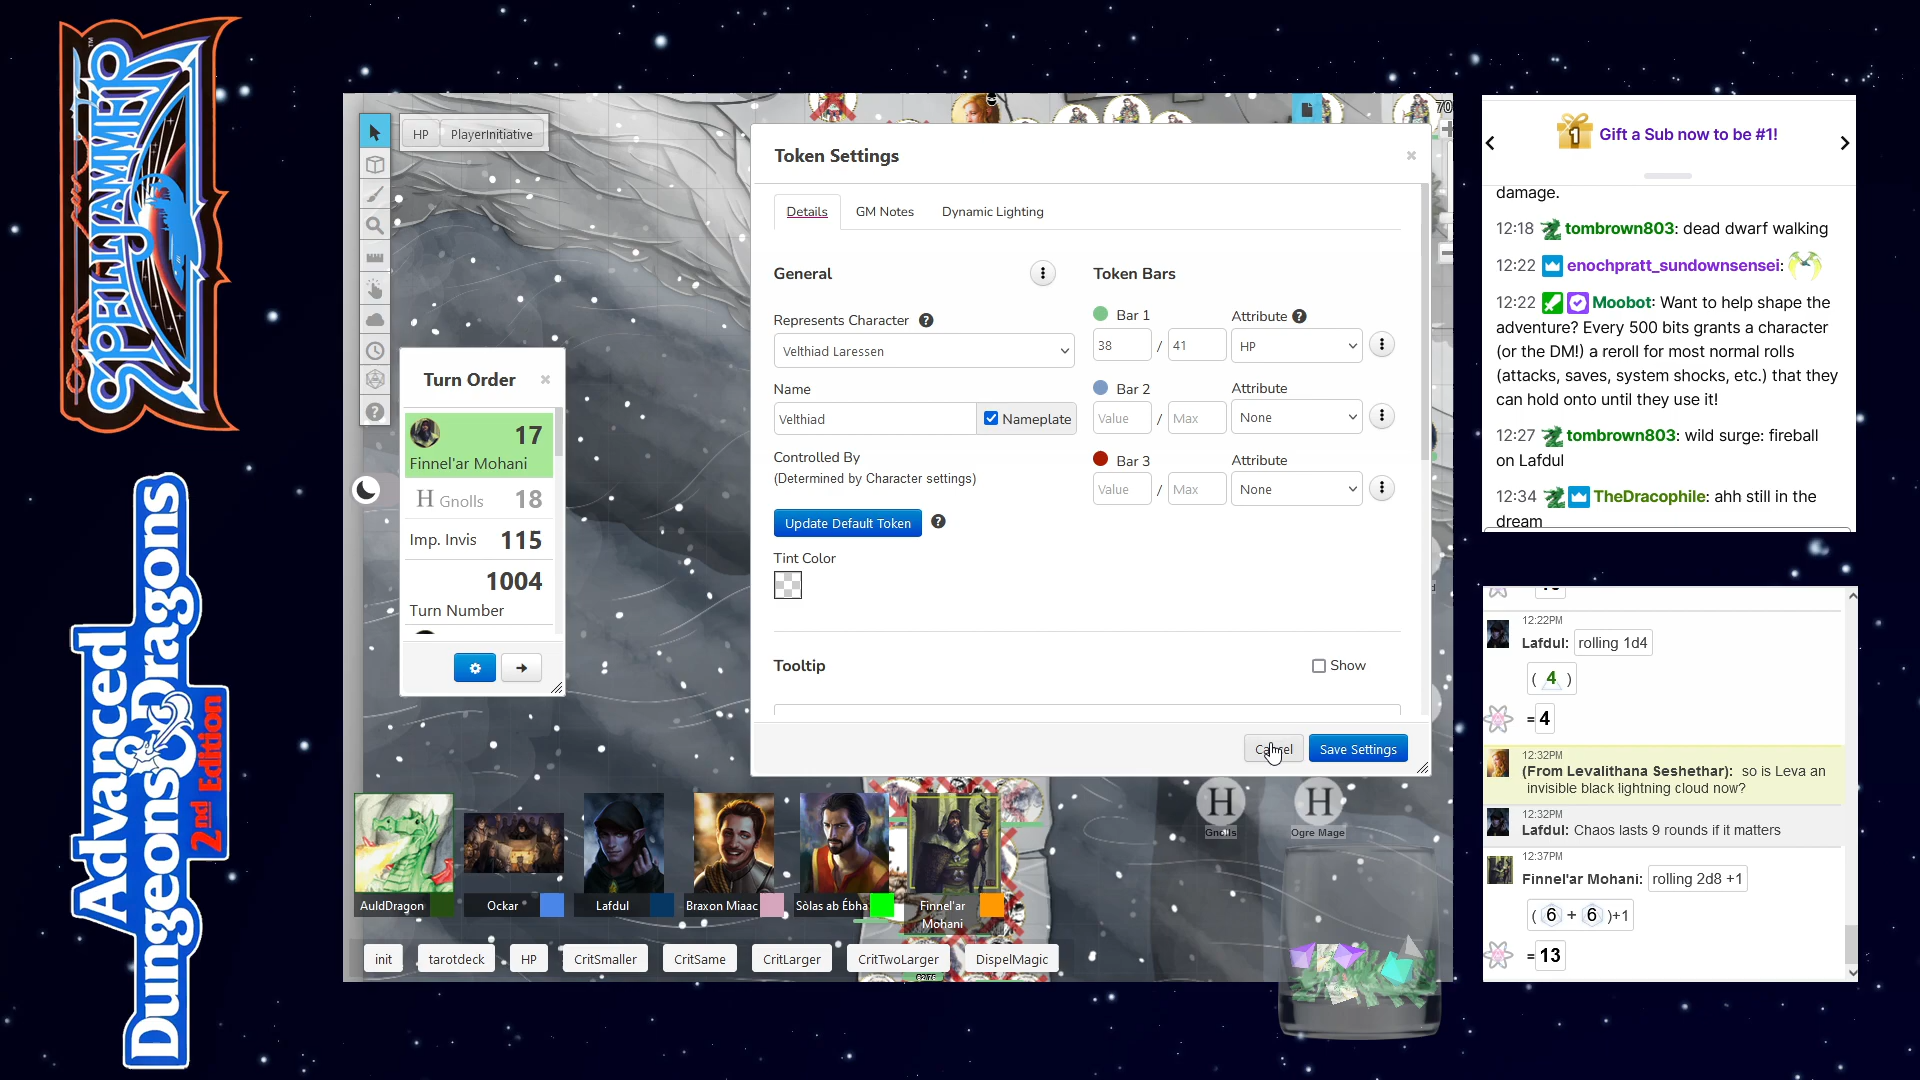 SPELLJAMMER
TM
Advanced
Dungeons & Dragons
2nd Edition
HP
PlayerInitiative
70
Turn Order
17
Finnel'ar Mohani
H Gnolls 18
Imp. Invis 115
1004
Turn Number
Token Settings
Details
GM Notes
Dynamic Lighting
General
Represents Character
Velthiad Laressen
Name
Velthiad
Nameplate
Controlled By
(Determined by Character settings)
Update Default Token
Tint Color
Token Bars
Bar 1
Attribute
38 / 41
HP
Bar 2
Attribute
Value / Max
None
Bar 3
Attribute
Value / Max
None
Tooltip
Show
Cancel
Save Settings
H
Gnolls
H
Ogre Mage
AuldDragon
Ockar
Lafdul
Braxon Miaac
Sòlas ab Ébha
Finnel'ar
Mohani
init
tarotdeck
HP
CritSmaller
CritSame
CritLarger
CritTwoLarger
DispelMagic
1 Gift a Sub now to be #1!
damage.
12:18 tombrown803: dead dwarf walking
12:22 enochpratt_sundownsensei:
12:22 Moobot: Want to help shape the
adventure? Every 500 bits grants a character
(or the DM!) a reroll for most normal rolls
(attacks, saves, system shocks, etc.) that they
can hold onto until they use it!
12:27 tombrown803: wild surge: fireball
on Lafdul
12:34 TheDracophile: ahh still in the
dream
12:22PM
Lafdul: rolling 1d4
( 4 )
=4
12:32PM
(From Levalithana Seshethar): so is Leva an
invisible black lightning cloud now?
12:32PM
Lafdul: Chaos lasts 9 rounds if it matters
12:37PM
Finnel'ar Mohani: rolling 2d8 +1
( 6 + 6 )+1
=13